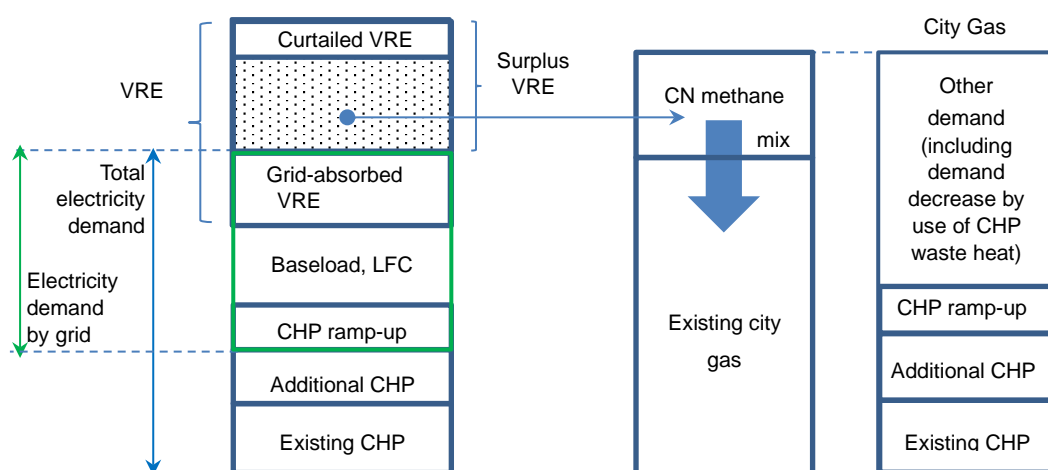 City Gas
Curtailed VRE
VRE
Surplus
VRE
CN methane
mix
Other
demand
(including
demand
decrease by
use of CHP
waste heat)
Total
electricity
demand
Grid-absorbed
VRE
Baseload, LFC
Electricity
demand
by grid
CHP ramp-up
Existing city
gas
CHP ramp-up
Additional CHP
Additional CHP
Existing CHP
Existing CHP